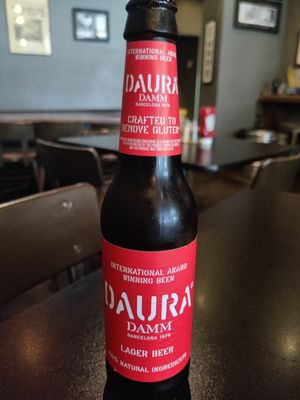 INTERNATIONAL AWARD
WINNING BEER
DAURA®
DAMM
BARCELONA 1876
CRAFTED TO
REMOVE GLUTEN*
INTERNATIONAL AWARD
WINNING BEER
DAURA®
DAMM
BARCELONA 1876
LAGER BEER
100% NATURAL INGREDIENTS